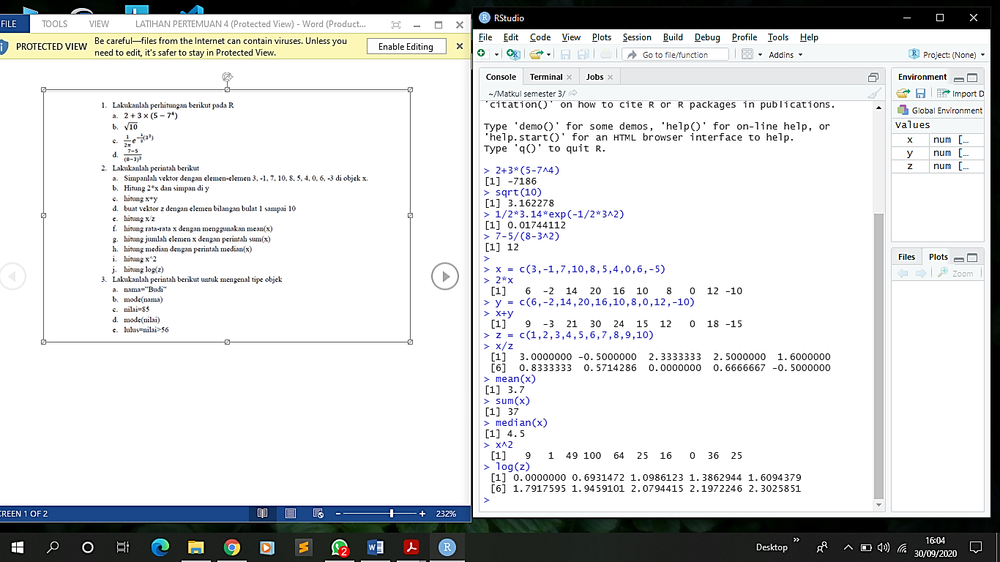 FILE TOOLS VIEW LATIHAN PERTEMUAN 4 (Protected View) - Word (Product...
PROTECTED VIEW Be careful—files from the Internet can contain viruses. Unless you need to edit, it's safer to stay in Protected View. Enable Editing
1. Lakukanlah perhitungan berikut pada R
a. 2 + 3 × (5 − 7⁴)
b. √10
c. 1/2π e^(−1/2(3²))
d. 7−5/(8−3)²
2. Lakukanlah perintah berikut
a. Simpanlah vektor dengan elemen-elemen 3, -1, 7, 10, 8, 5, 4, 0, 6, -3 di objek x.
b. Hitung 2*x dan simpan di y
c. hitung x+y
d. buat vektor z dengan elemen bilangan bulat 1 sampai 10
e. hitung x/z
f. hitung rata-rata x dengan menggunakan mean(x)
g. hitung jumlah elemen x dengan perintah sum(x)
h. hitung median dengan perintah median(x)
i. hitung x^2
j. hitung log(z)
3. Lakukanlah perintah berikut untuk mengenal tipe objek
a. nama="Budi"
b. mode(nama)
c. nilai=85
d. mode(nilai)
e. lulus=nilai>56
CREEN 1 OF 2 232%
RStudio
File Edit Code View Plots Session Build Debug Profile Tools Help
Go to file/function Addins Project: (None)
Console Terminal Jobs
~/Matkul semester 3/
'citation()' on how to cite R or R packages in publications.
Type 'demo()' for some demos, 'help()' for on-line help, or
'help.start()' for an HTML browser interface to help.
Type 'q()' to quit R.
> 2+3*(5-7^4)
[1] -7186
> sqrt(10)
[1] 3.162278
> 1/2*3.14*exp(-1/2*3^2)
[1] 0.01744112
> 7-5/(8-3^2)
[1] 12
>
> x = c(3,-1,7,10,8,5,4,0,6,-5)
> 2*x
[1] 6 -2 14 20 16 10 8 0 12 -10
> y = c(6,-2,14,20,16,10,8,0,12,-10)
> x+y
[1] 9 -3 21 30 24 15 12 0 18 -15
> z = c(1,2,3,4,5,6,7,8,9,10)
> x/z
[1] 3.0000000 -0.5000000 2.3333333 2.5000000 1.6000000
[6] 0.8333333 0.5714286 0.0000000 0.6666667 -0.5000000
> mean(x)
[1] 3.7
> sum(x)
[1] 37
> median(x)
[1] 4.5
> x^2
[1] 9 1 49 100 64 25 16 0 36 25
> log(z)
[1] 0.0000000 0.6931472 1.0986123 1.3862944 1.6094379
[6] 1.7917595 1.9459101 2.0794415 2.1972246 2.3025851
>
Environment
Import D
Global Environment
Values
x num [...
y num [...
z num [...
Files Plots
Zoom
2
Desktop
16:04
30/09/2020